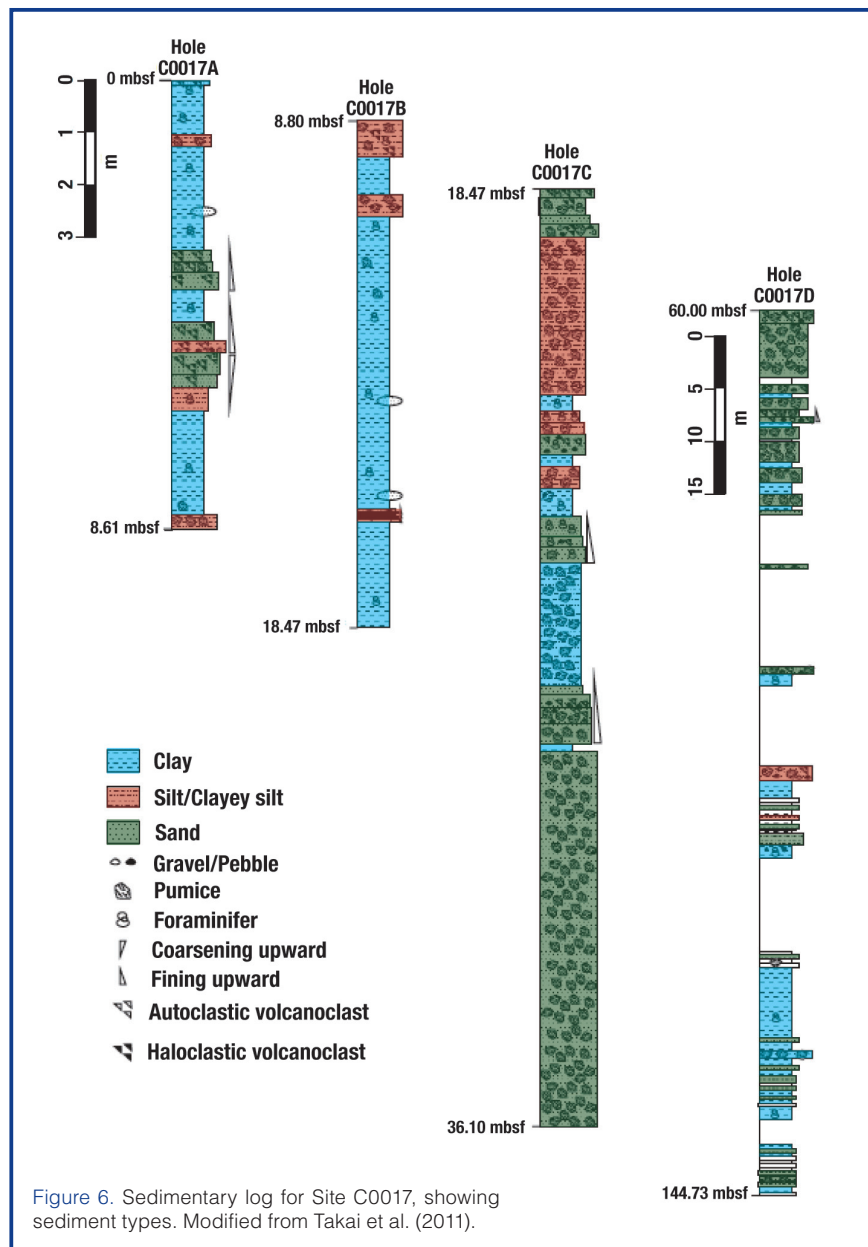 Hole
C0017A
0 mbsf
0
1
2
3
m
8.61 mbsf
Hole
C0017B
8.80 mbsf
18.47 mbsf
Hole
C0017C
18.47 mbsf
36.10 mbsf
Hole
C0017D
60.00 mbsf
0
5
10
15
m
144.73 mbsf
Clay
Silt/Clayey silt
Sand
Gravel/Pebble
Pumice
Foraminifer
Coarsening upward
Fining upward
Autoclastic volcanoclast
Haloclastic volcanoclast
Figure 6. Sedimentary log for Site C0017, showing
sediment types. Modified from Takai et al. (2011).